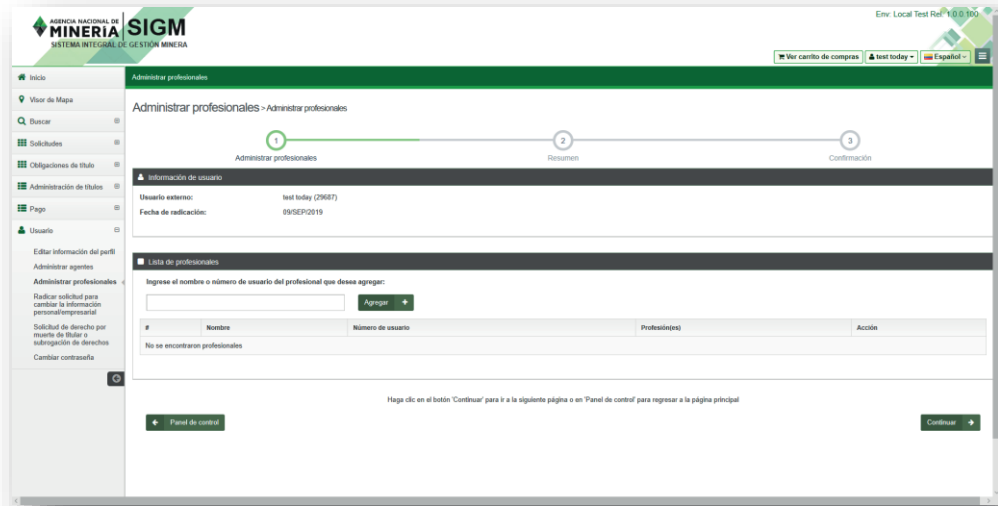 Env: Local Test Rel: 1.0.0.100
AGENCIA NACIONAL DE
MINERÍA
SIGM
SISTEMA INTEGRAL DE GESTIÓN MINERA
Ver carrito de compras
test today
Español
Inicio
Administrar profesionales
Visor de Mapa
Administrar profesionales > Administrar profesionales
Buscar
Solicitudes
Obligaciones de título
Administración de títulos
Pago
Usuario
Editar información del perfil
Administrar agentes
Administrar profesionales
Radicar solicitud para
cambiar la información
personal/empresarial
Solicitud de derecho por
muerte de titular o
subrogación de derechos
Cambiar contraseña
1
2
3
Administrar profesionales
Resumen
Confirmación
Información de usuario
Usuario externo: test today (29687)
Fecha de radicación: 09/SEP/2019
Lista de profesionales
Ingrese el nombre o número de usuario del profesional que desea agregar:
Agregar +
# Nombre Número de usuario Profesión(es) Acción
No se encontraron profesionales
Haga clic en el botón 'Continuar' para ir a la siguiente página o en 'Panel de control' para regresar a la página principal
Panel de control
Continuar